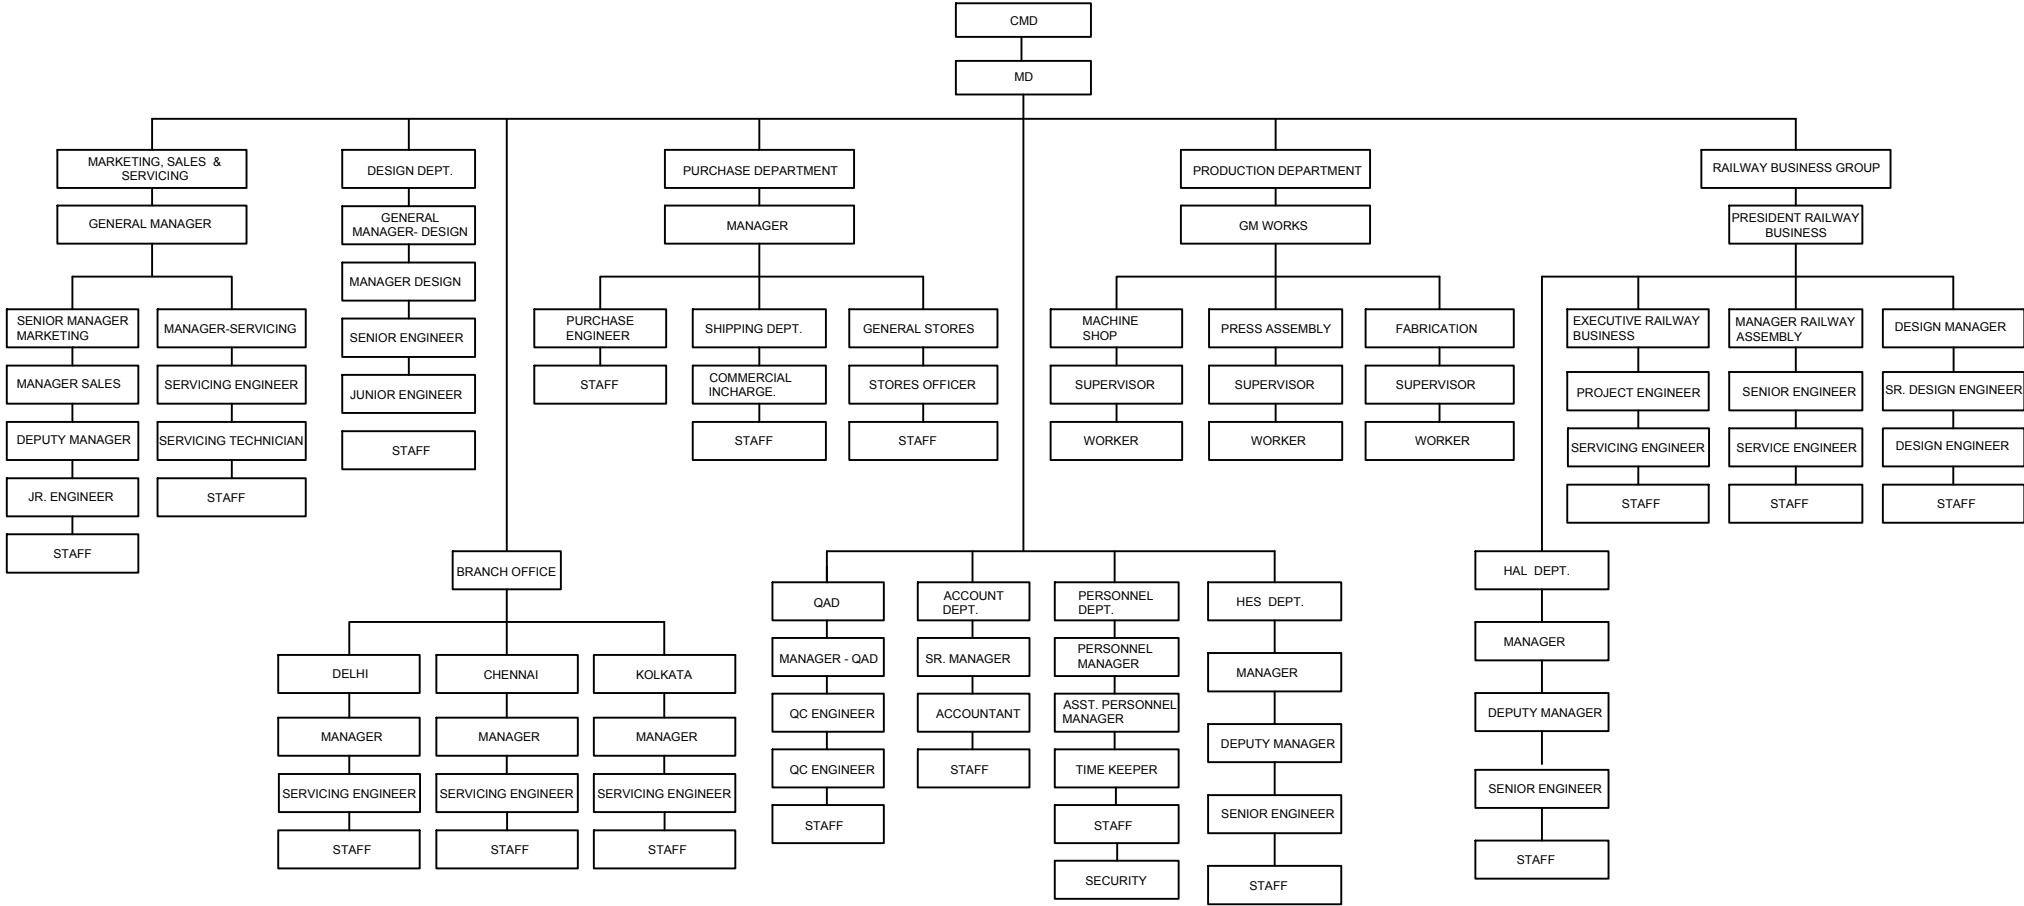 CMD
MD
MARKETING, SALES &
SERVICING
DESIGN DEPT.
PURCHASE DEPARTMENT
PRODUCTION DEPARTMENT
RAILWAY BUSINESS GROUP
GENERAL MANAGER
GENERAL
MANAGER- DESIGN
MANAGER
GM WORKS
PRESIDENT RAILWAY
BUSINESS
MANAGER DESIGN
SENIOR MANAGER
MARKETING
MANAGER-SERVICING
SENIOR ENGINEER
PURCHASE
ENGINEER
SHIPPING DEPT.
GENERAL STORES
MACHINE
SHOP
PRESS ASSEMBLY
FABRICATION
EXECUTIVE RAILWAY
BUSINESS
MANAGER RAILWAY
ASSEMBLY
DESIGN MANAGER
MANAGER SALES
SERVICING ENGINEER
JUNIOR ENGINEER
STAFF
COMMERCIAL
INCHARGE.
STORES OFFICER
SUPERVISOR
SUPERVISOR
SUPERVISOR
PROJECT ENGINEER
SENIOR ENGINEER
SR. DESIGN ENGINEER
DEPUTY MANAGER
SERVICING TECHNICIAN
STAFF
STAFF
STAFF
WORKER
WORKER
WORKER
SERVICING ENGINEER
SERVICE ENGINEER
DESIGN ENGINEER
JR. ENGINEER
STAFF
STAFF
STAFF
STAFF
STAFF
BRANCH OFFICE
HAL DEPT.
QAD
ACCOUNT
DEPT.
PERSONNEL
DEPT.
HES DEPT.
MANAGER
DELHI
CHENNAI
KOLKATA
MANAGER - QAD
SR. MANAGER
PERSONNEL
MANAGER
MANAGER
QC ENGINEER
ACCOUNTANT
ASST. PERSONNEL
MANAGER
DEPUTY MANAGER
MANAGER
MANAGER
MANAGER
DEPUTY MANAGER
QC ENGINEER
STAFF
TIME KEEPER
SENIOR ENGINEER
SERVICING ENGINEER
SERVICING ENGINEER
SERVICING ENGINEER
SENIOR ENGINEER
STAFF
STAFF
STAFF
STAFF
STAFF
STAFF
SECURITY
STAFF